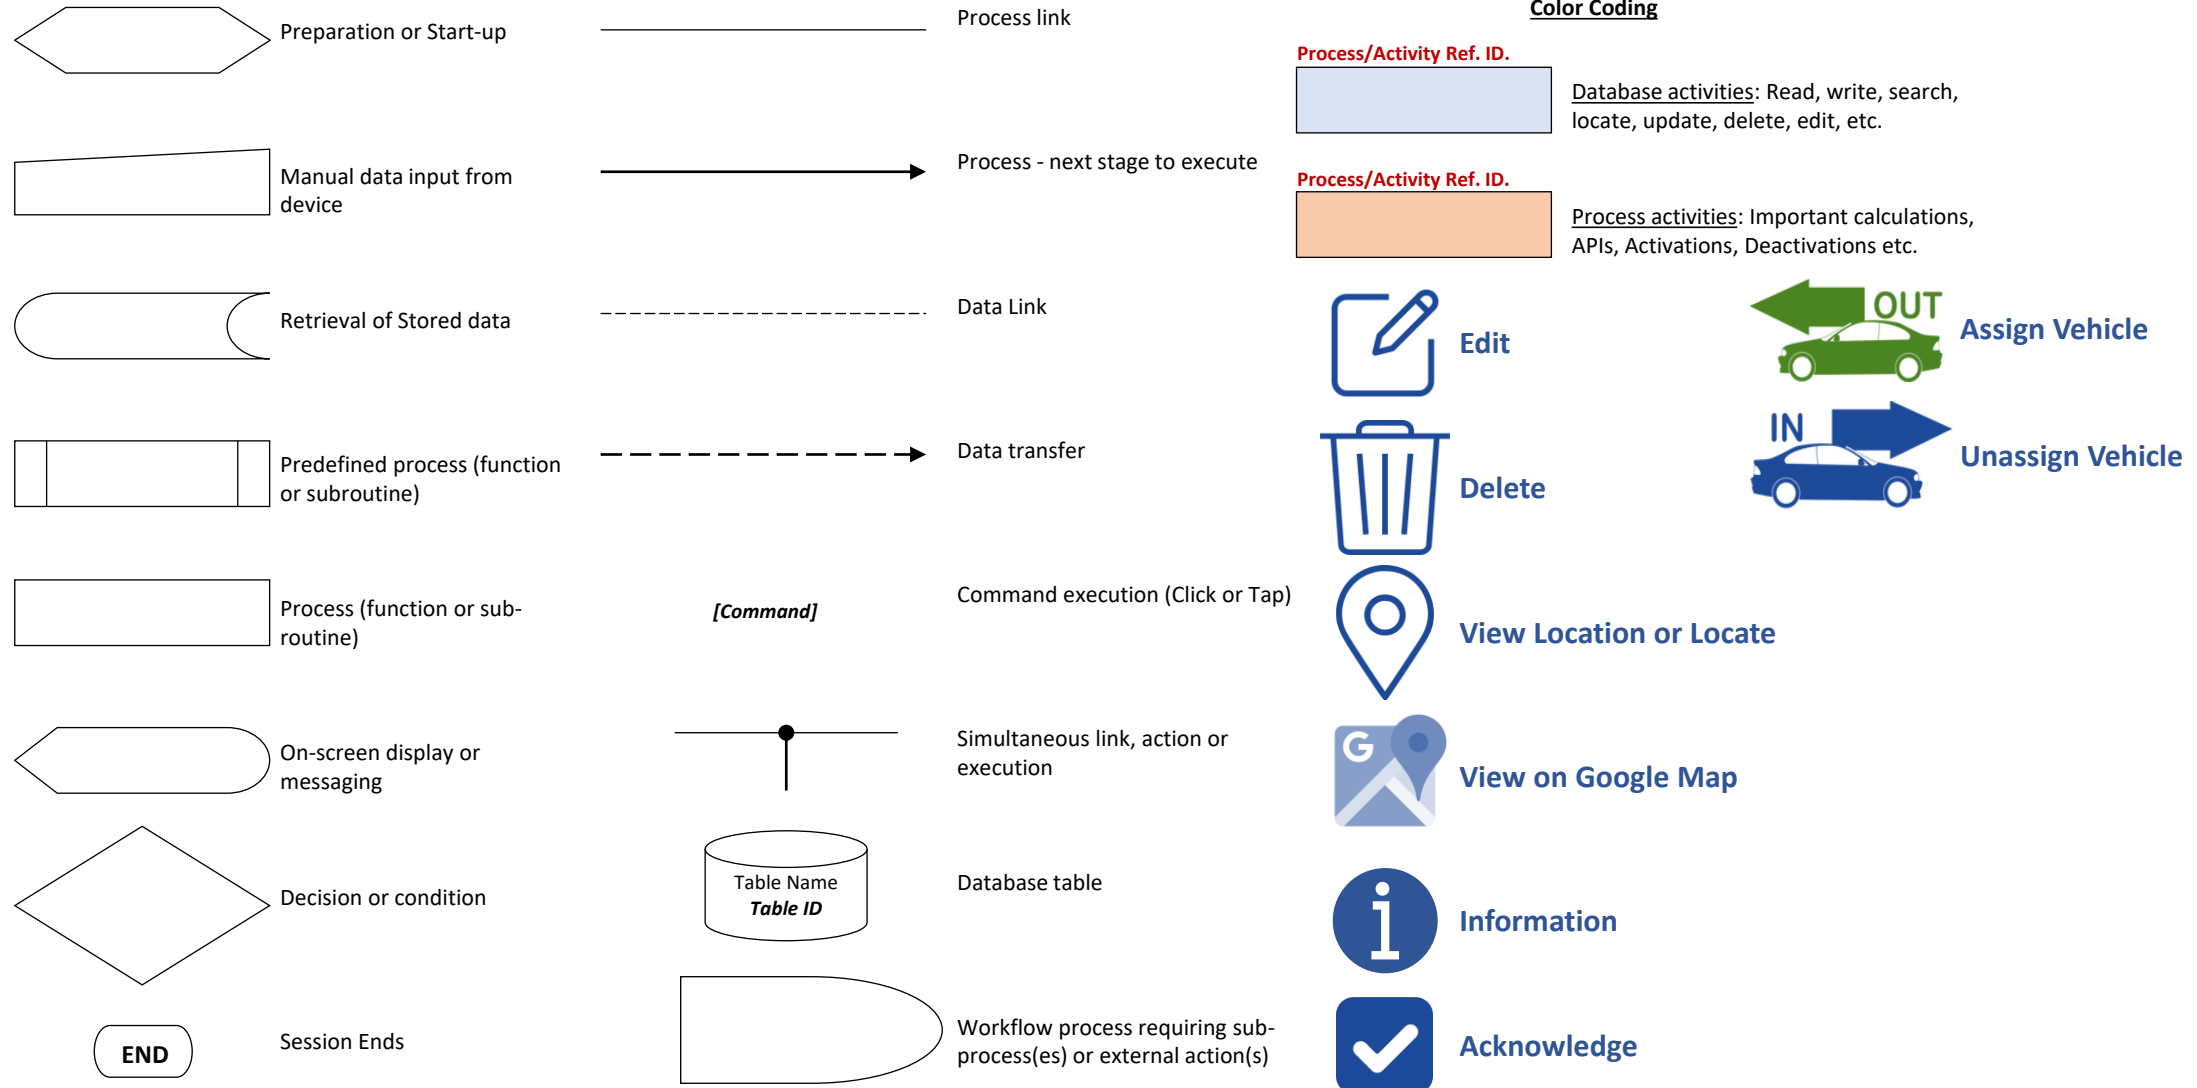 Preparation or Start-up
Manual data input from
device
Retrieval of Stored data
Predefined process (function
or subroutine)
Process (function or sub-
routine)
On-screen display or
messaging
Decision or condition
END
Session Ends
Process link
Process - next stage to execute
Data Link
Data transfer
[Command]
Command execution (Click or Tap)
Simultaneous link, action or
execution
Table Name
Table ID
Database table
Workflow process requiring sub-
process(es) or external action(s)
Color Coding
Process/Activity Ref. ID.
Database activities: Read, write, search,
locate, update, delete, edit, etc.
Process/Activity Ref. ID.
Process activities: Important calculations,
APIs, Activations, Deactivations etc.
Edit
Delete
View Location or Locate
G
View on Google Map
i
Information
Acknowledge
OUT
Assign Vehicle
IN
Unassign Vehicle